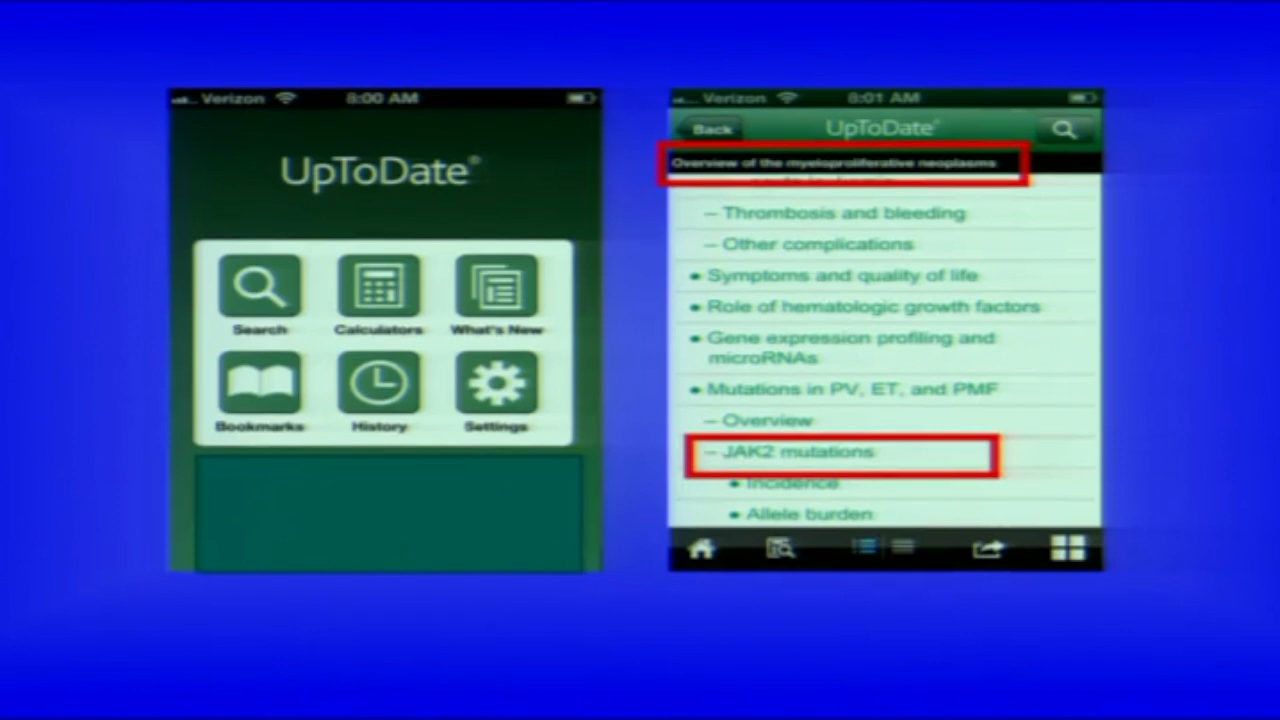 Verizon 8:00 AM
UpToDate®
Search Calculators What's New
Bookmarks History Settings
Verizon 8:01 AM
Back UpToDate®
Overview of the myeloproliferative neoplasms
– Thrombosis and bleeding
– Other complications
• Symptoms and quality of life
• Role of hematologic growth factors
• Gene expression profiling and
microRNAs
• Mutations in PV, ET, and PMF
– Overview
– JAK2 mutations
• Incidence
• Allele burden